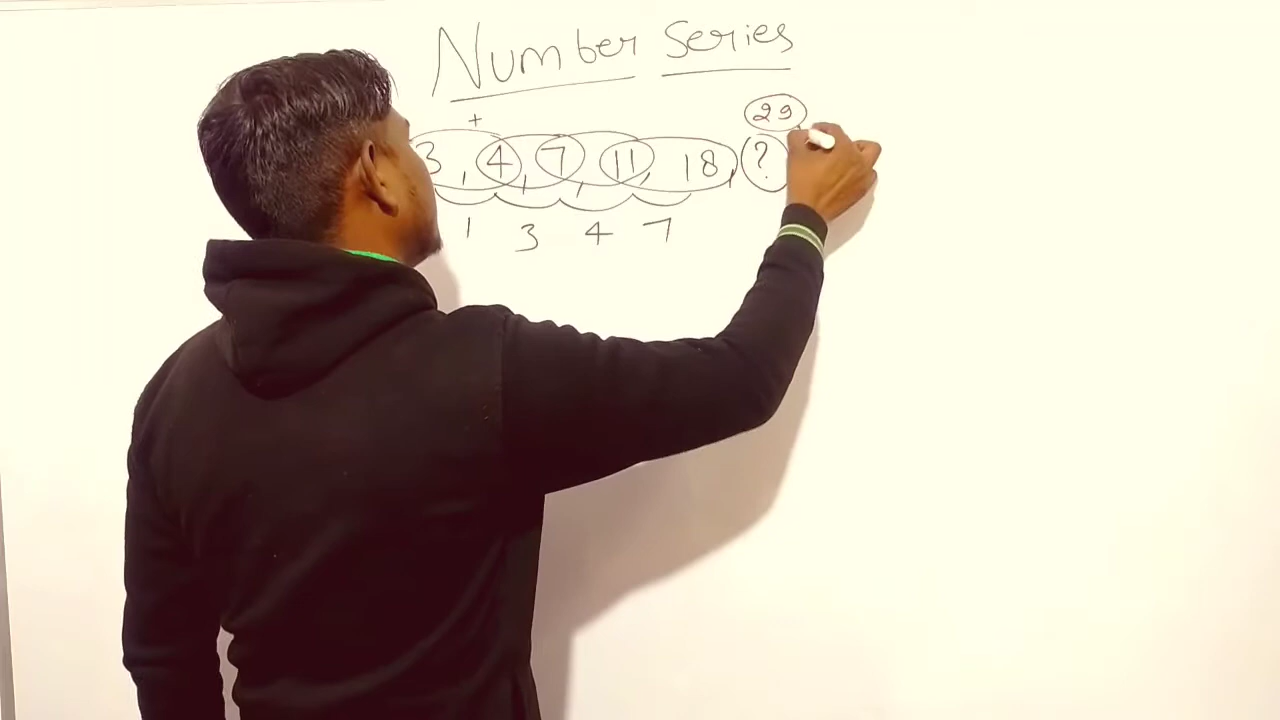 Number Series
+ 29
3, 4, 7, 11, 18, ?
1 3 4 7